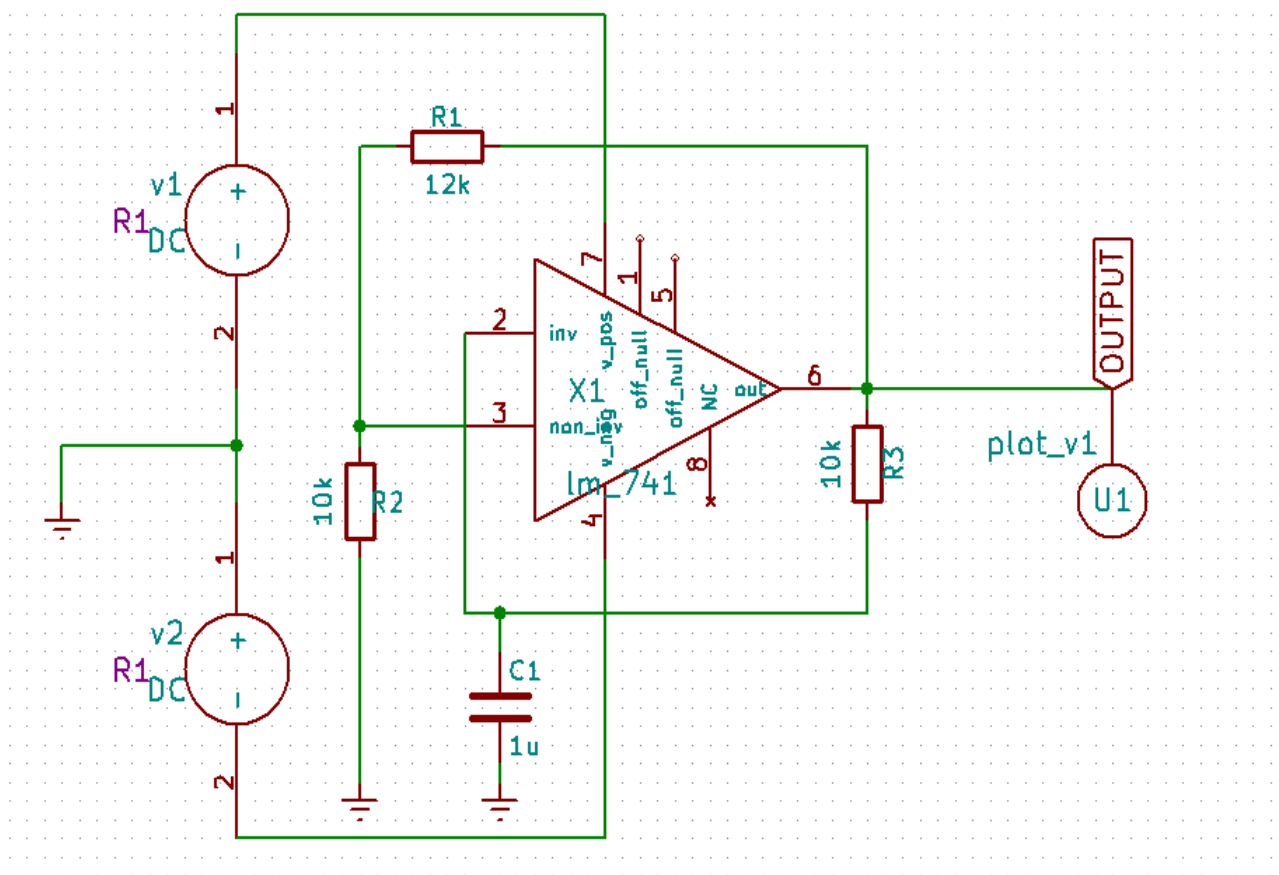 1
R1
12k
v1
+
R1
DC
-
2
7
1
5
2
inv
v_pos
off_null
off_null
X1
NC
out
6
3
non_inv
v_neg
lm_741
8
4
OUTPUT
plot_v1
U1
10k
R3
10k
R2
1
v2
+
R1
DC
-
2
C1
1u